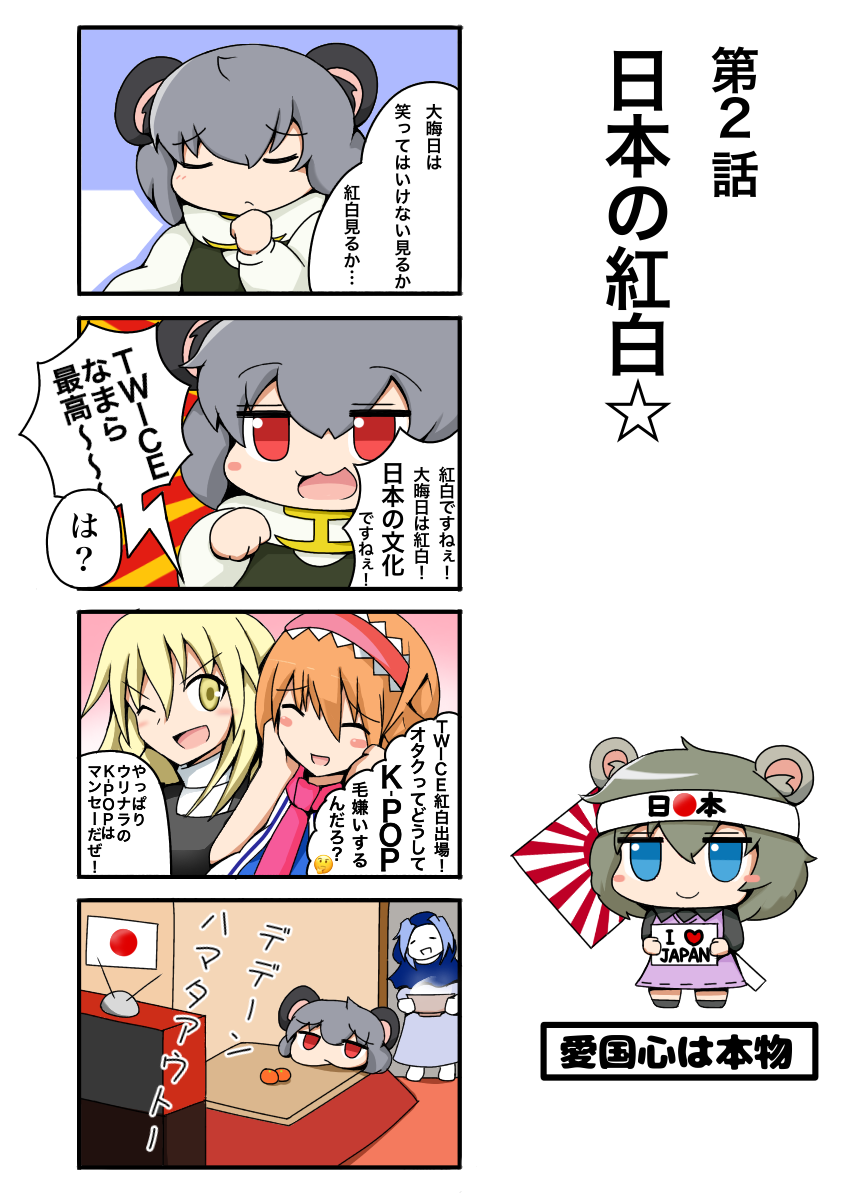 第2話
日本の紅白☆
大晦日は
笑ってはいけない見るか
紅白見るか…
紅白ですねぇ！
大晦日は紅白！
日本の文化
ですねぇ！
TWICE
なまら
最高～～～
は？
TWICE紅白出場！
オタクってどうして
K-POP
毛嫌いする
んだろ？🤔
やっぱり
ウリナラの
K-POPは
マンセーだぜ！
デデーン
ハマタアウトー
日本
I ♥
JAPAN
愛国心は本物